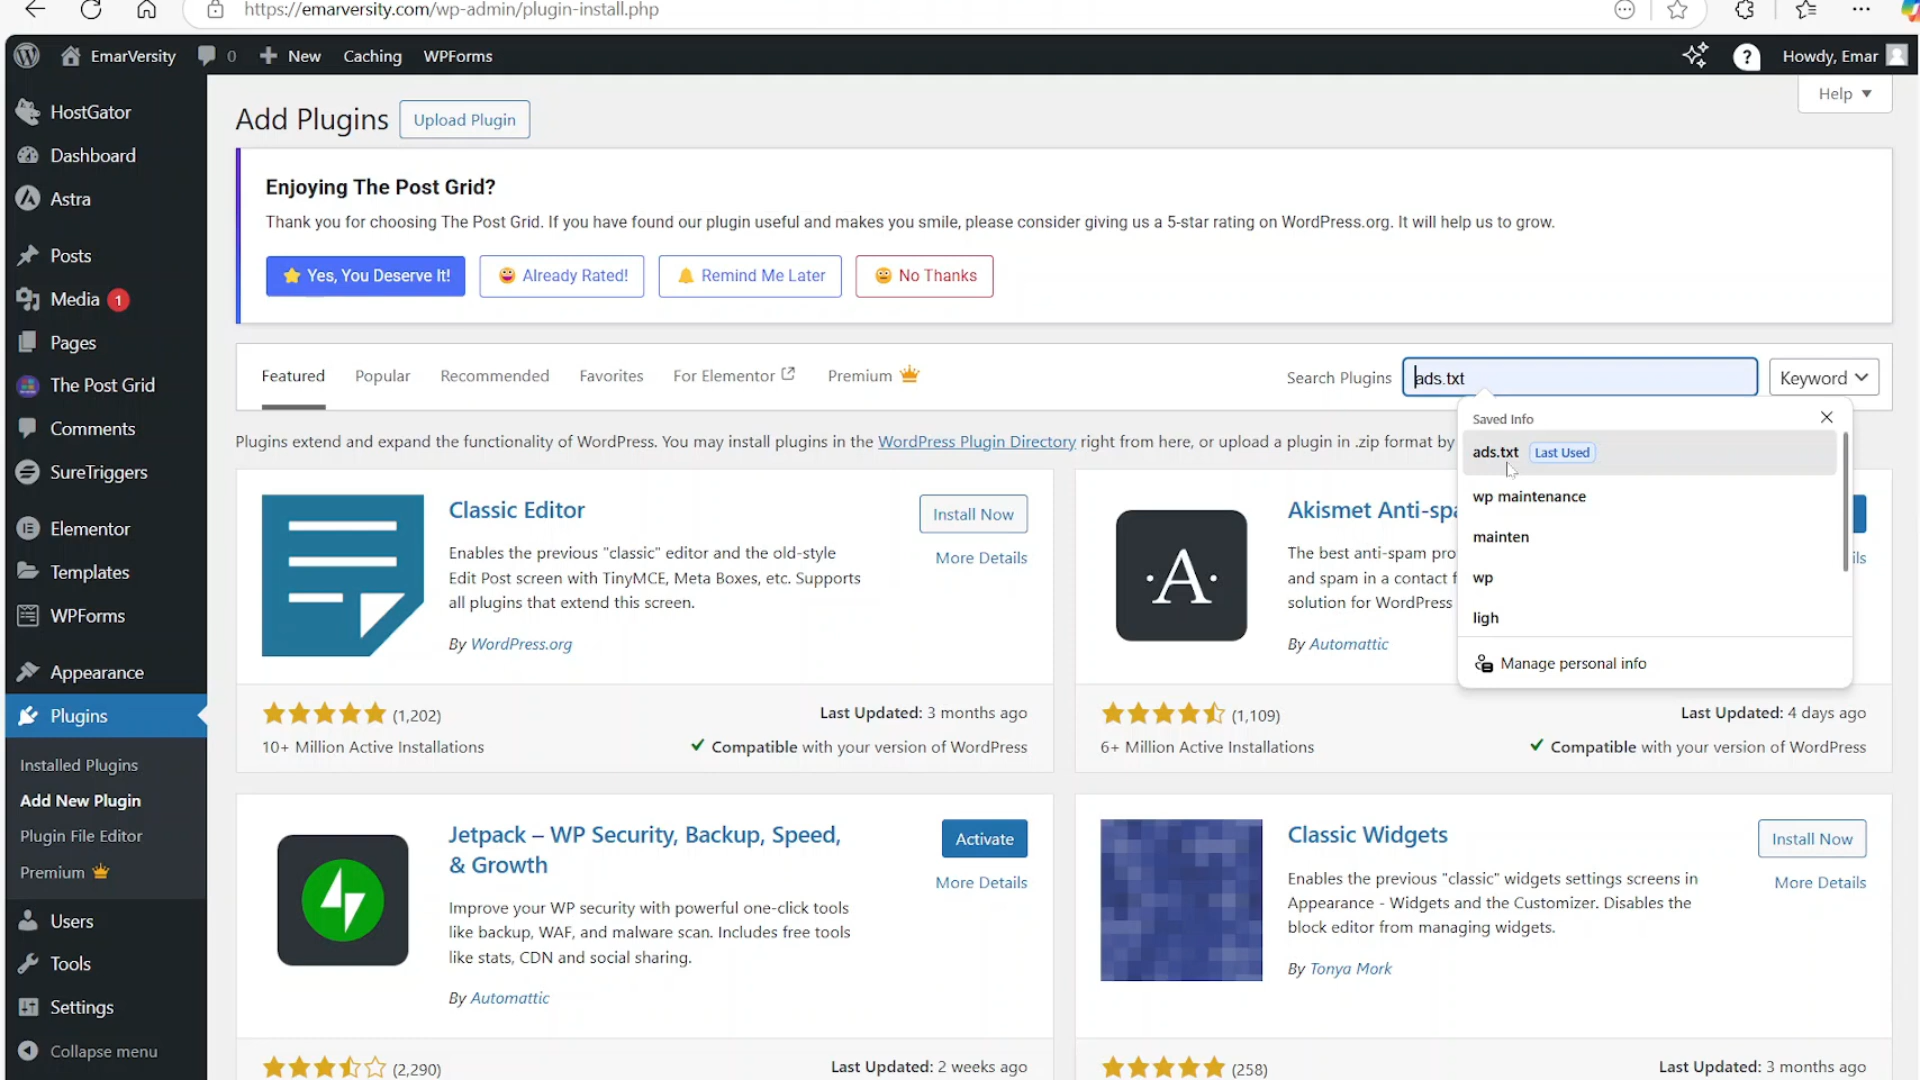 https://emarversity.com/wp-admin/plugin-install.php
EmarVersity 0 New Caching WPForms
? Howdy, Emar
HostGator
Dashboard
Astra
Posts
Media 1
Pages
The Post Grid
Comments
SureTriggers
Elementor
Templates
WPForms
Appearance
Plugins
Installed Plugins
Add New Plugin
Plugin File Editor
Premium
Users
Tools
Settings
Collapse menu
Add Plugins Upload Plugin
Help
Enjoying The Post Grid?
Thank you for choosing The Post Grid. If you have found our plugin useful and makes you smile, please consider giving us a 5-star rating on WordPress.org. It will help us to grow.
Yes, You Deserve It! Already Rated! Remind Me Later No Thanks
Featured Popular Recommended Favorites For Elementor Premium Search Plugins ads.txt Keyword
Saved Info
ads.txt Last Used
wp maintenance
mainten
wp
ligh
Manage personal info
Plugins extend and expand the functionality of WordPress. You may install plugins in the WordPress Plugin Directory right from here, or upload a plugin in .zip format by
Classic Editor
Install Now
More Details
Enables the previous "classic" editor and the old-style
Edit Post screen with TinyMCE, Meta Boxes, etc. Supports
all plugins that extend this screen.
By WordPress.org
(1,202)
Last Updated: 3 months ago
10+ Million Active Installations
Compatible with your version of WordPress
·A·
Akismet Anti-spa
The best anti-spam pro
and spam in a contact f
solution for WordPress
By Automattic
(1,109)
Last Updated: 4 days ago
6+ Million Active Installations
Compatible with your version of WordPress
Jetpack – WP Security, Backup, Speed,
& Growth
Activate
More Details
Improve your WP security with powerful one-click tools
like backup, WAF, and malware scan. Includes free tools
like stats, CDN and social sharing.
By Automattic
(2,290)
Last Updated: 2 weeks ago
Classic Widgets
Install Now
More Details
Enables the previous "classic" widgets settings screens in
Appearance - Widgets and the Customizer. Disables the
block editor from managing widgets.
By Tonya Mork
(258)
Last Updated: 3 months ago